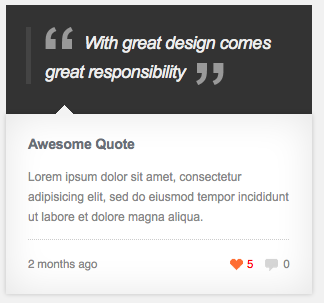 “ With great design comes
great responsibility ”
Awesome Quote
Lorem ipsum dolor sit amet, consectetur
adipisicing elit, sed do eiusmod tempor incididunt
ut labore et dolore magna aliqua.
2 months ago 5 0